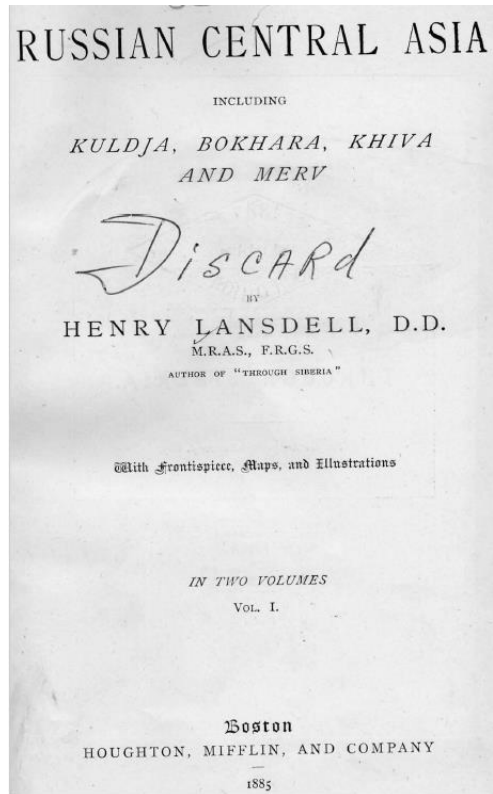 RUSSIAN CENTRAL ASIA
INCLUDING
KULDJA, BOKHARA, KHIVA
AND MERV
Discard
BY
HENRY LANSDELL, D.D.
M.R.A.S., F.R.G.S.
AUTHOR OF "THROUGH SIBERIA"
With Frontispiece, Maps, and Illustrations
IN TWO VOLUMES
VOL. I.
Boston
HOUGHTON, MIFFLIN, AND COMPANY
1885